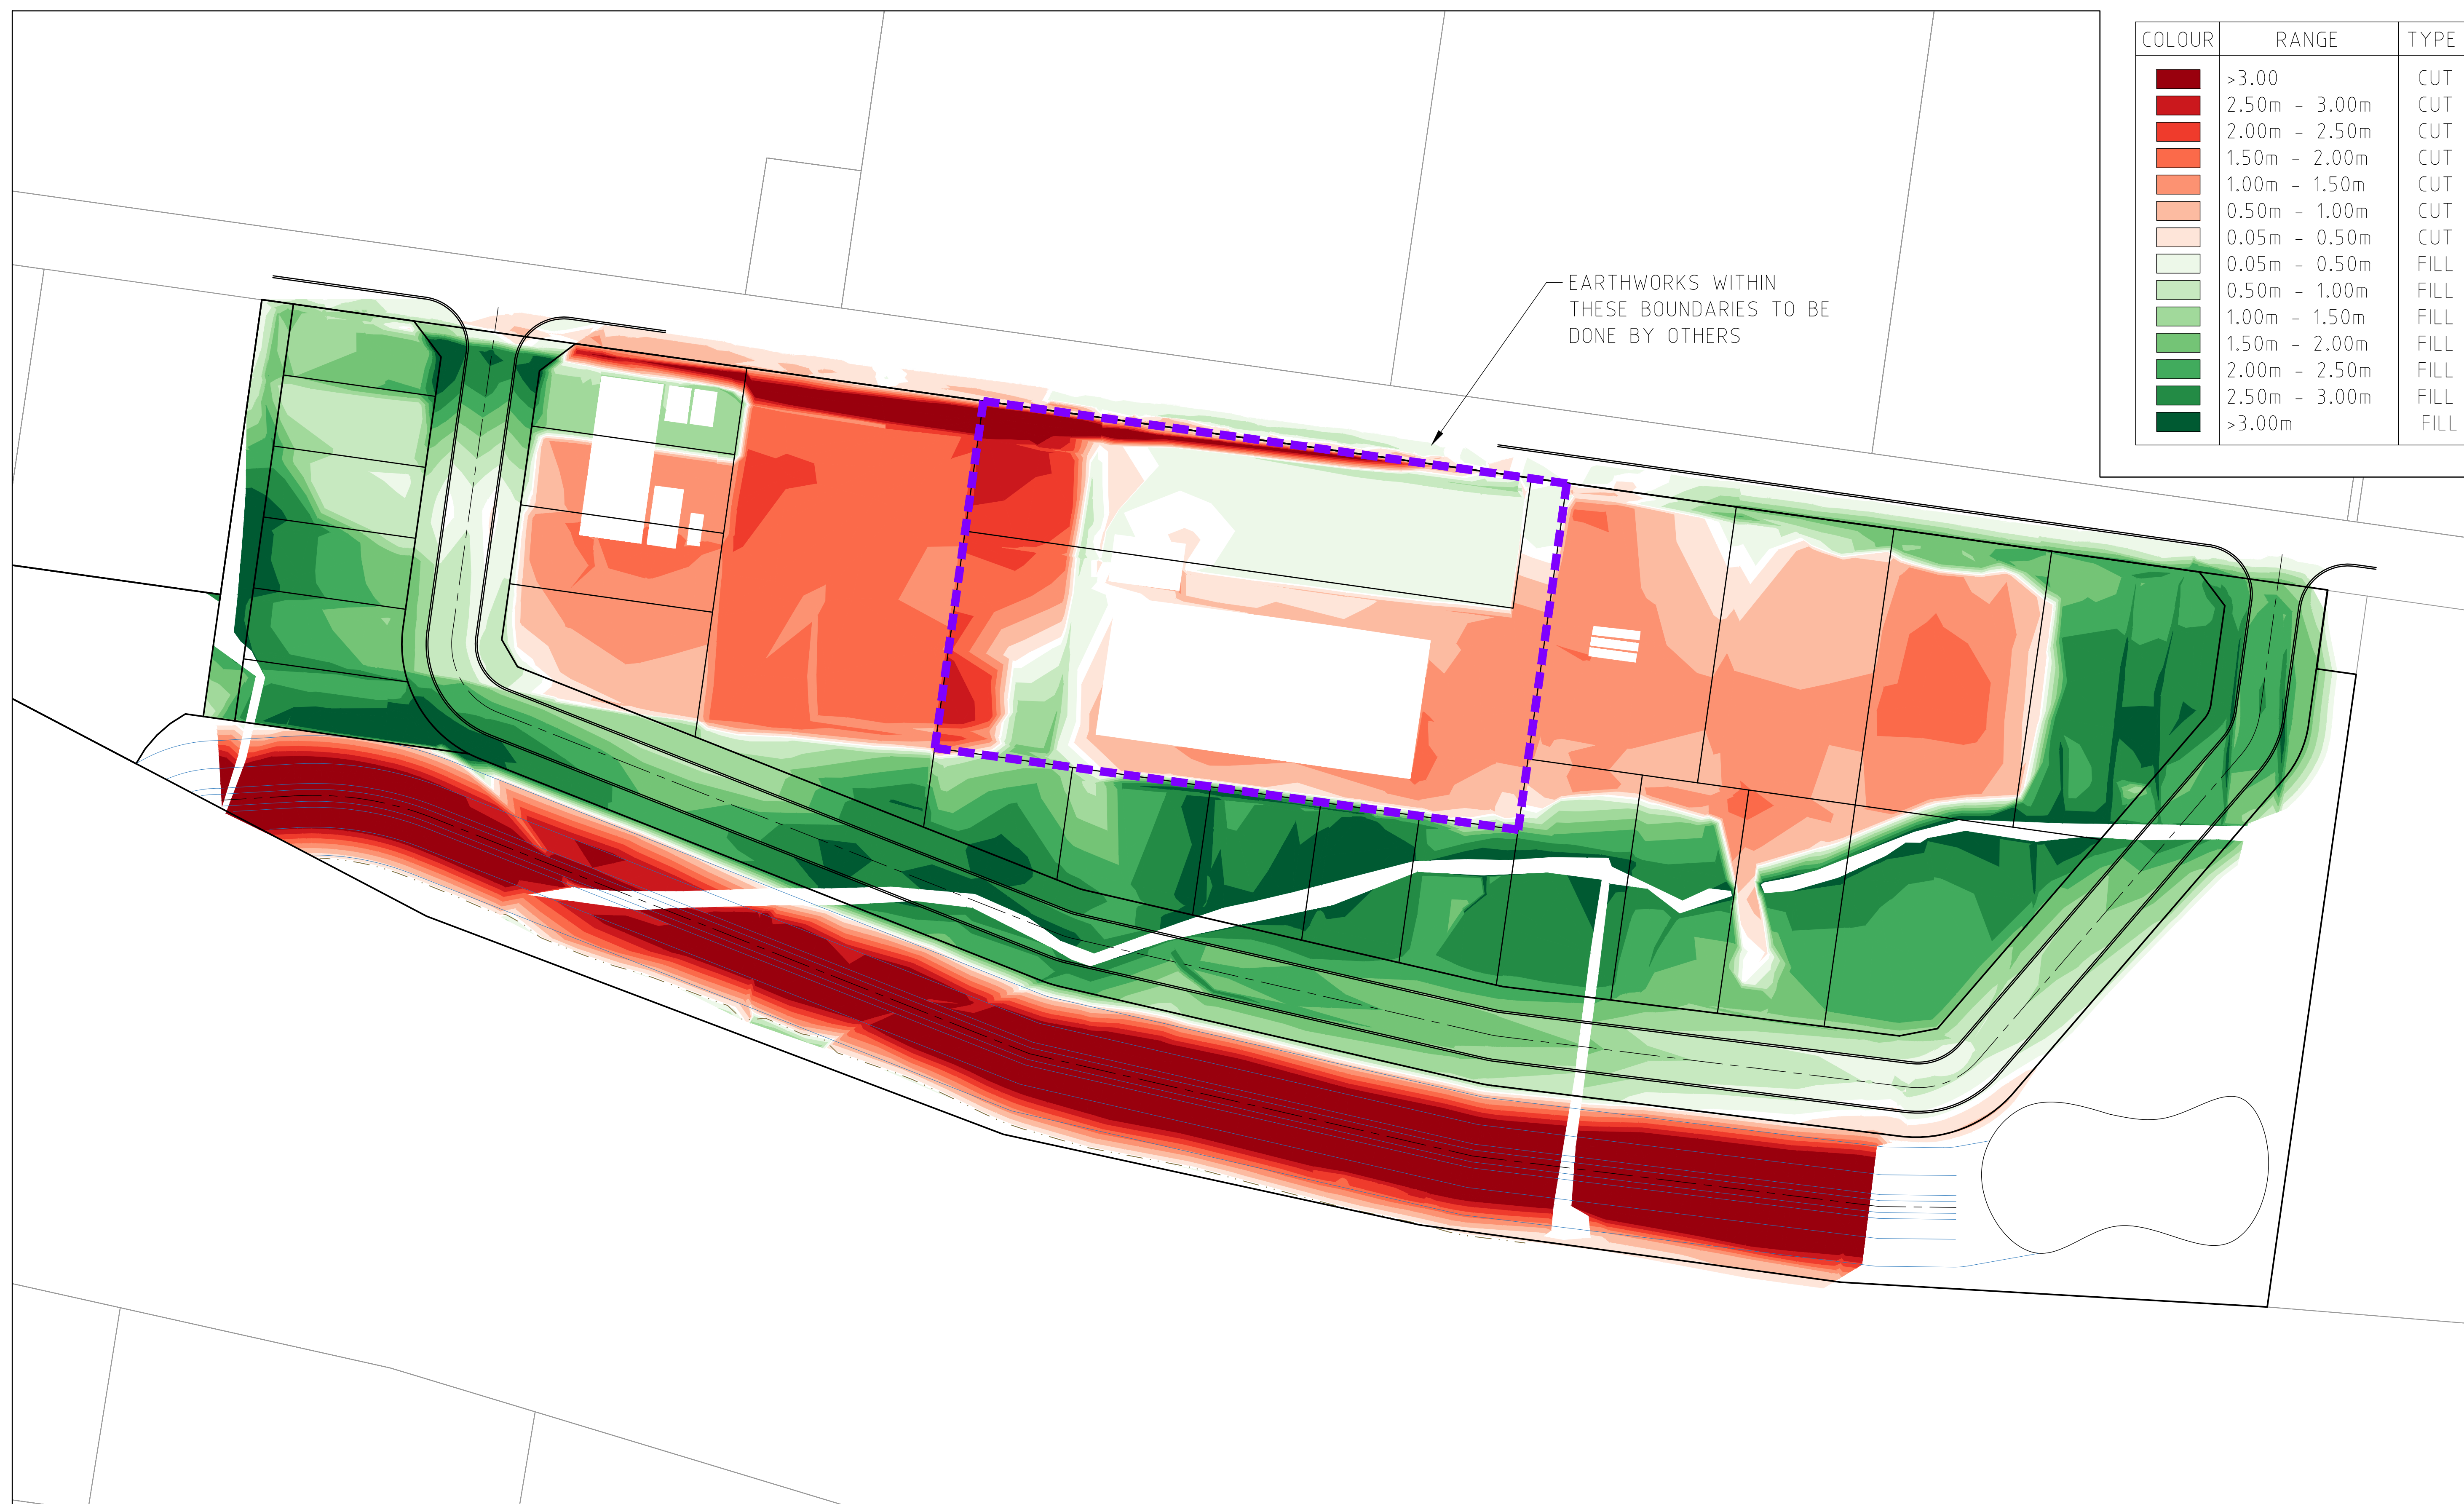 COLOUR RANGE TYPE
>3.00 CUT
2.50m - 3.00m CUT
2.00m - 2.50m CUT
1.50m - 2.00m CUT
1.00m - 1.50m CUT
0.50m - 1.00m CUT
0.05m - 0.50m CUT
0.05m - 0.50m FILL
0.50m - 1.00m FILL
1.00m - 1.50m FILL
1.50m - 2.00m FILL
2.00m - 2.50m FILL
2.50m - 3.00m FILL
>3.00m FILL
EARTHWORKS WITHIN
THESE BOUNDARIES TO BE
DONE BY OTHERS